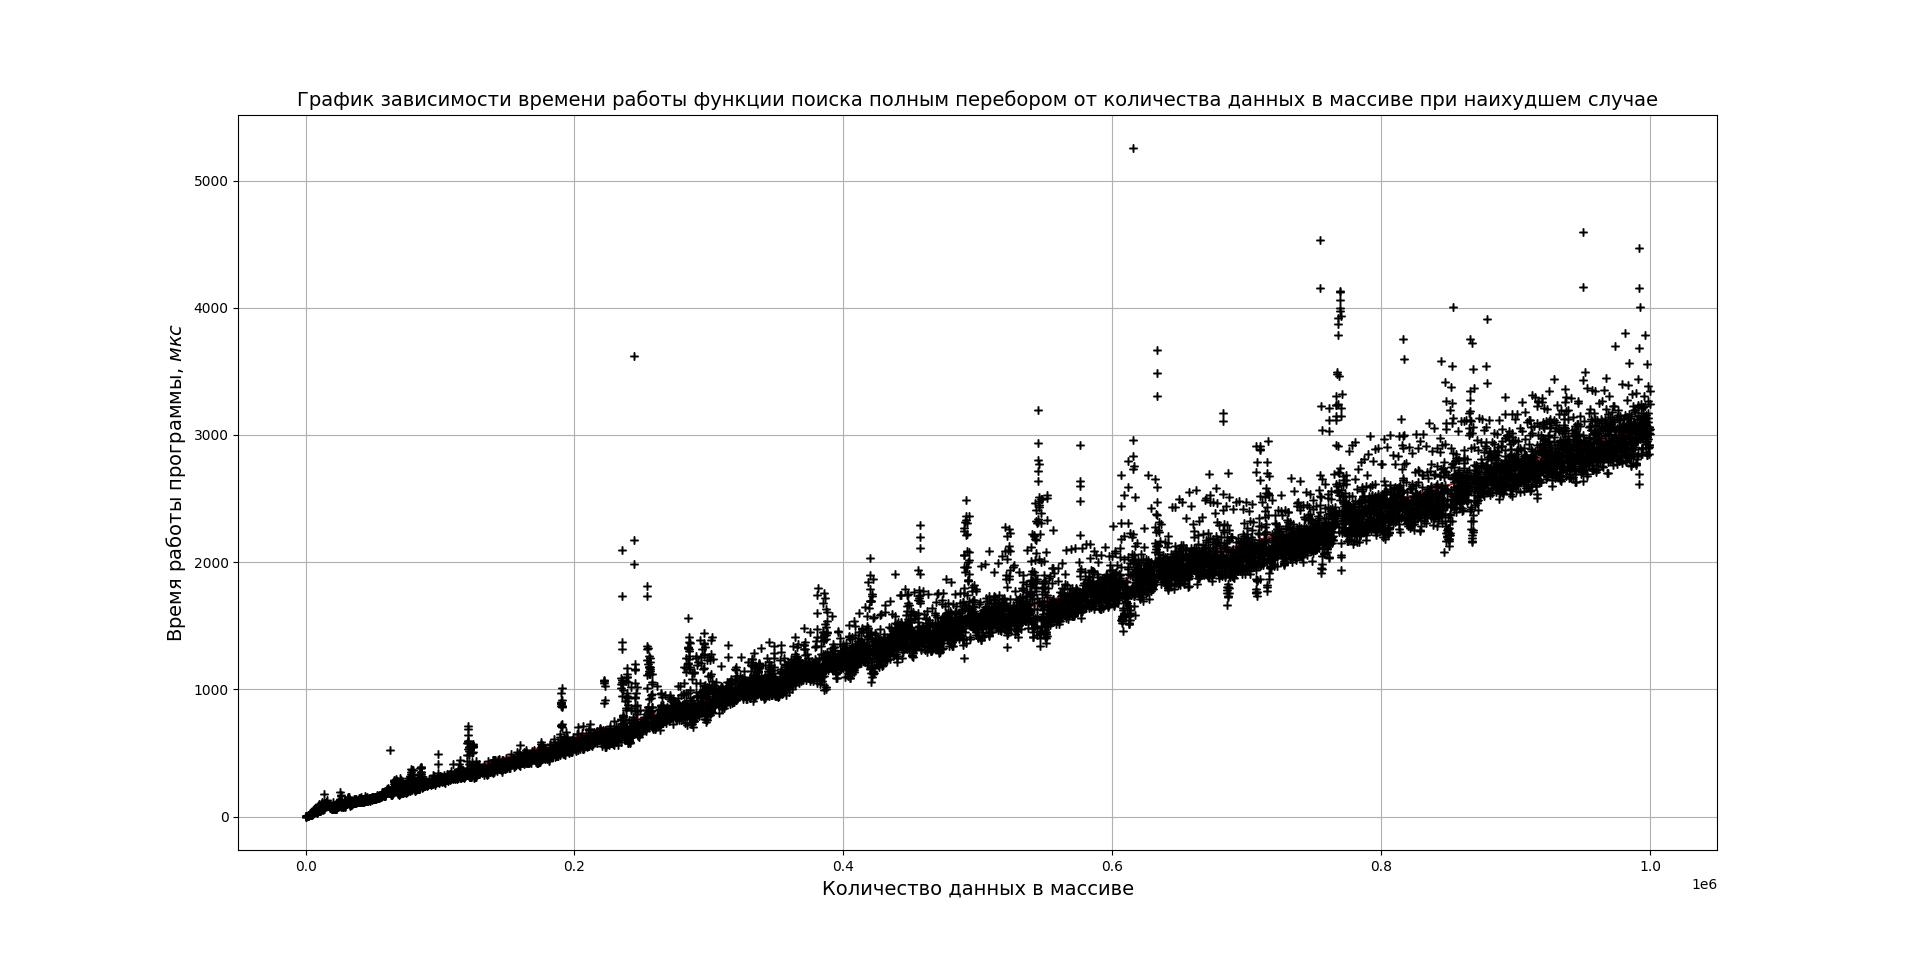 График зависимости времени работы функции поиска полным перебором от количества данных в массиве при наихудшем случае
Время работы программы, мкс
5000
4000
3000
2000
1000
0
0.0 0.2 0.4 0.6 0.8 1.0
1e6
Количество данных в массиве